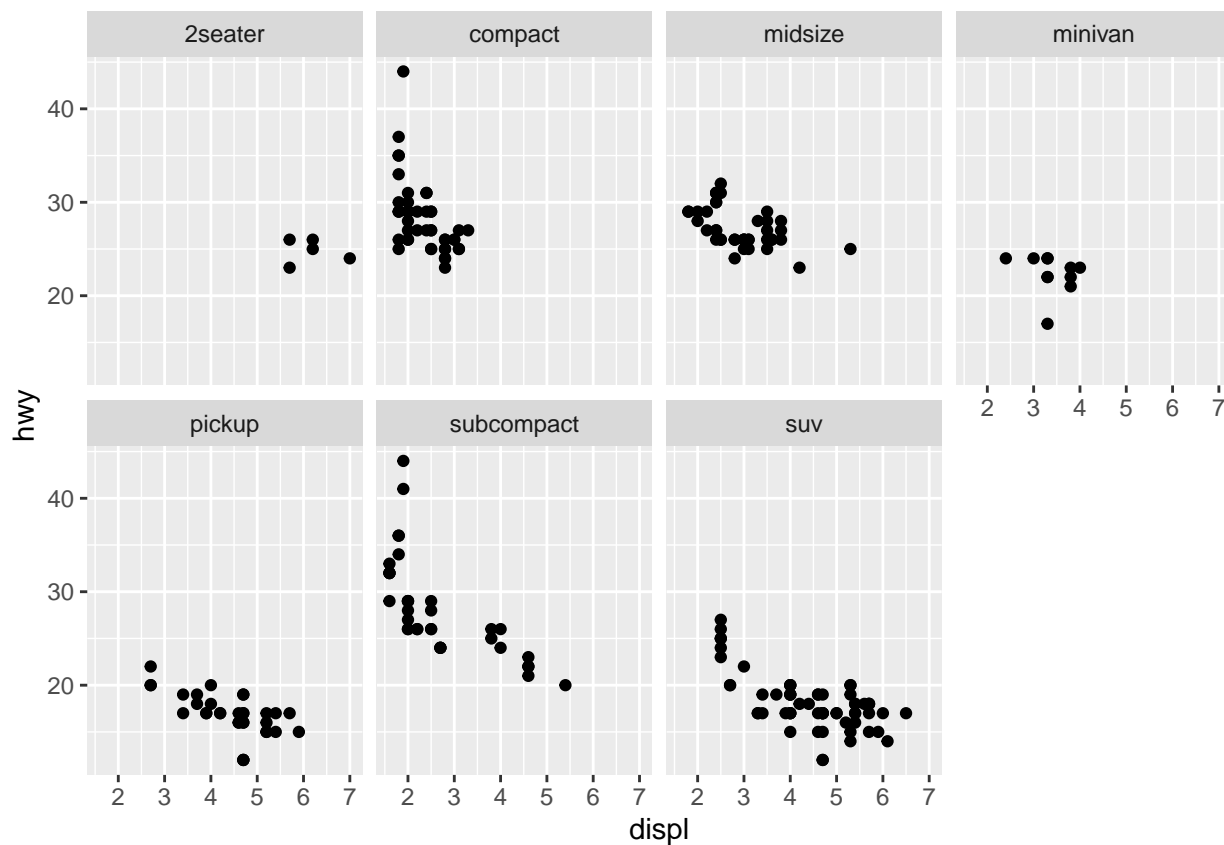 2seater compact midsize minivan
40
30
20
2 3 4 5 6 7
hwy
pickup subcompact suv
40
30
20
2 3 4 5 6 7 2 3 4 5 6 7 2 3 4 5 6 7
displ